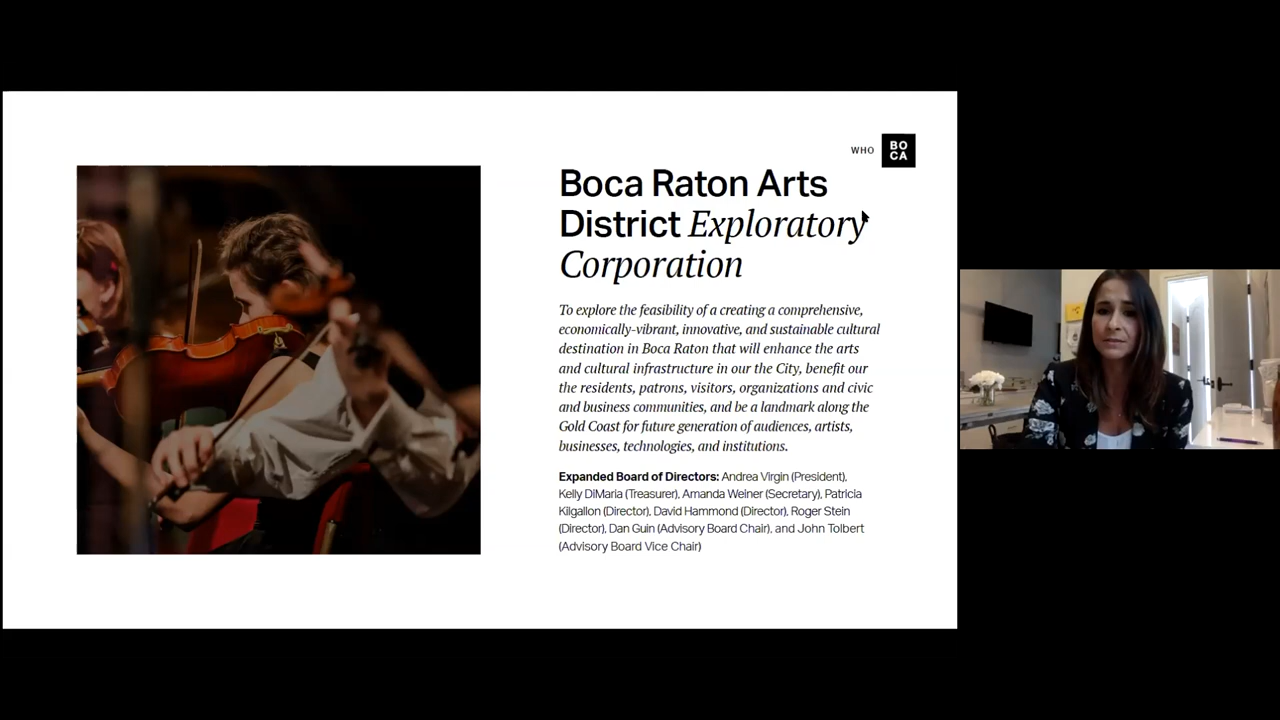 WHO
BO
CA
Boca Raton Arts
District Exploratory
Corporation
To explore the feasibility of a creating a comprehensive,
economically-vibrant, innovative, and sustainable cultural
destination in Boca Raton that will enhance the arts
and cultural infrastructure in our the City, benefit our
the residents, patrons, visitors, organizations and civic
and business communities, and be a landmark along the
Gold Coast for future generation of audiences, artists,
businesses, technologies, and institutions.
Expanded Board of Directors: Andrea Virgin (President),
Kelly DiMaria (Treasurer), Amanda Weiner (Secretary), Patricia
Kilgallon (Director), David Hammond (Director), Roger Stein
(Director), Dan Guin (Advisory Board Chair), and John Tolbert
(Advisory Board Vice Chair)